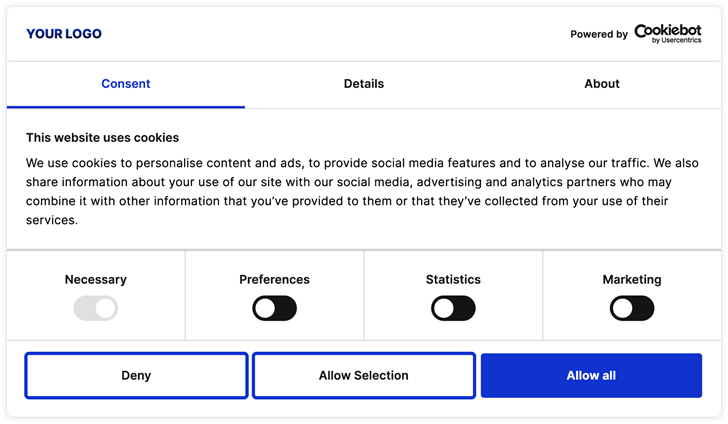 YOUR LOGO
Powered by Cookiebot
by Usercentrics
Consent Details About
This website uses cookies
We use cookies to personalise content and ads, to provide social media features and to analyse our traffic. We also
share information about your use of our site with our social media, advertising and analytics partners who may
combine it with other information that you’ve provided to them or that they’ve collected from your use of their
services.
Necessary Preferences Statistics Marketing
Deny Allow Selection Allow all